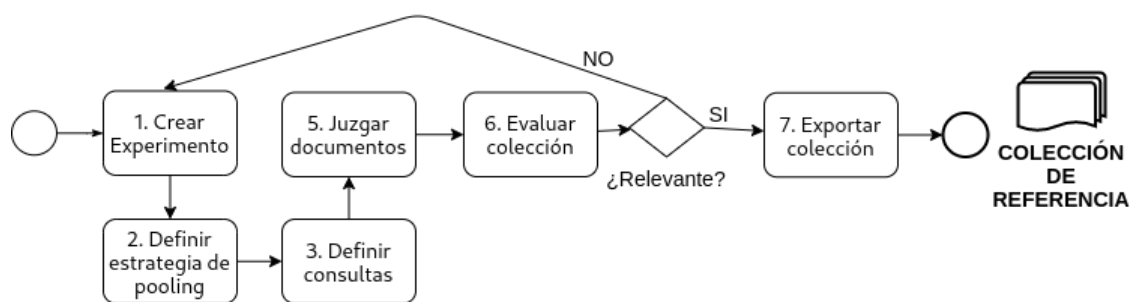 1. Crear
Experimento
2. Definir
estrategia de
pooling
3. Definir
consultas
5. Juzgar
documentos
6. Evaluar
colección
¿Relevante?
NO
SI
7. Exportar
colección
COLECCIÓN
DE
REFERENCIA